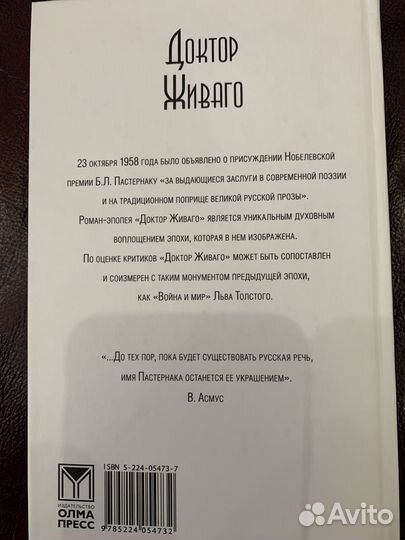 Доктор
Живаго
23 октября 1958 года было объявлено о присуждении Нобелевской
премии Б.Л. Пастернаку «за выдающиеся заслуги в современной поэзии
и на традиционном поприще великой русской прозы».
Роман-эпопея «Доктор Живаго» является уникальным духовным
воплощением эпохи, которая в нем изображена.
По оценке критиков «Доктор Живаго» может быть сопоставлен
и соизмерен с таким монументом предыдущей эпохи,
как «Война и мир» Льва Толстого.
«...До тех пор, пока будет существовать русская речь,
имя Пастернака останется ее украшением».
В. Асмус
ИЗДАТЕЛЬСТВО
ОЛМА
ПРЕСС
ISBN 5-224-05473-7
9 785224 054732
Avito